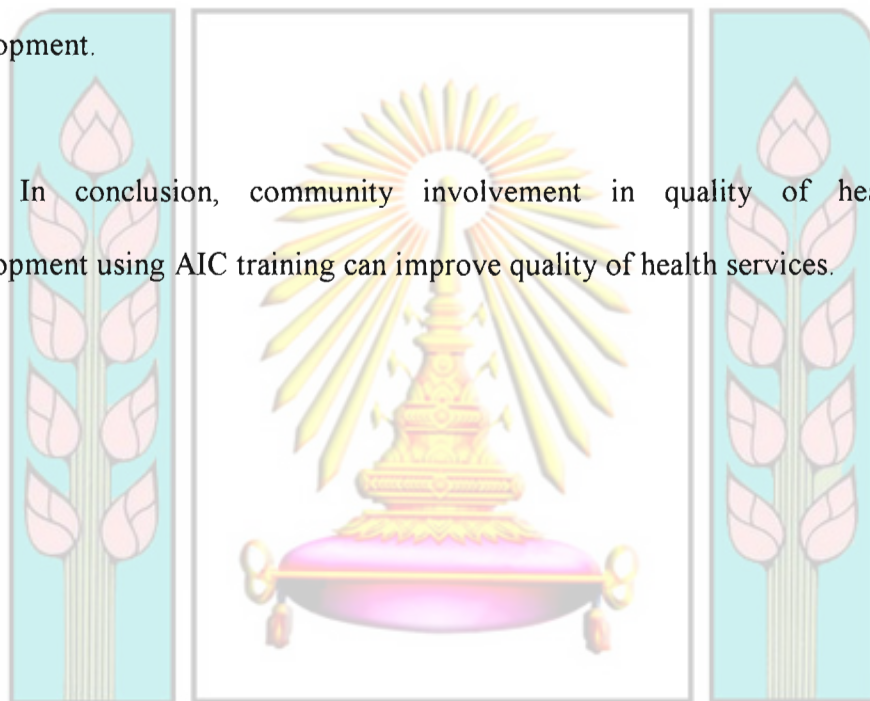 opment.
In conclusion, community involvement in quality of hea
opment using AIC training can improve quality of health services.